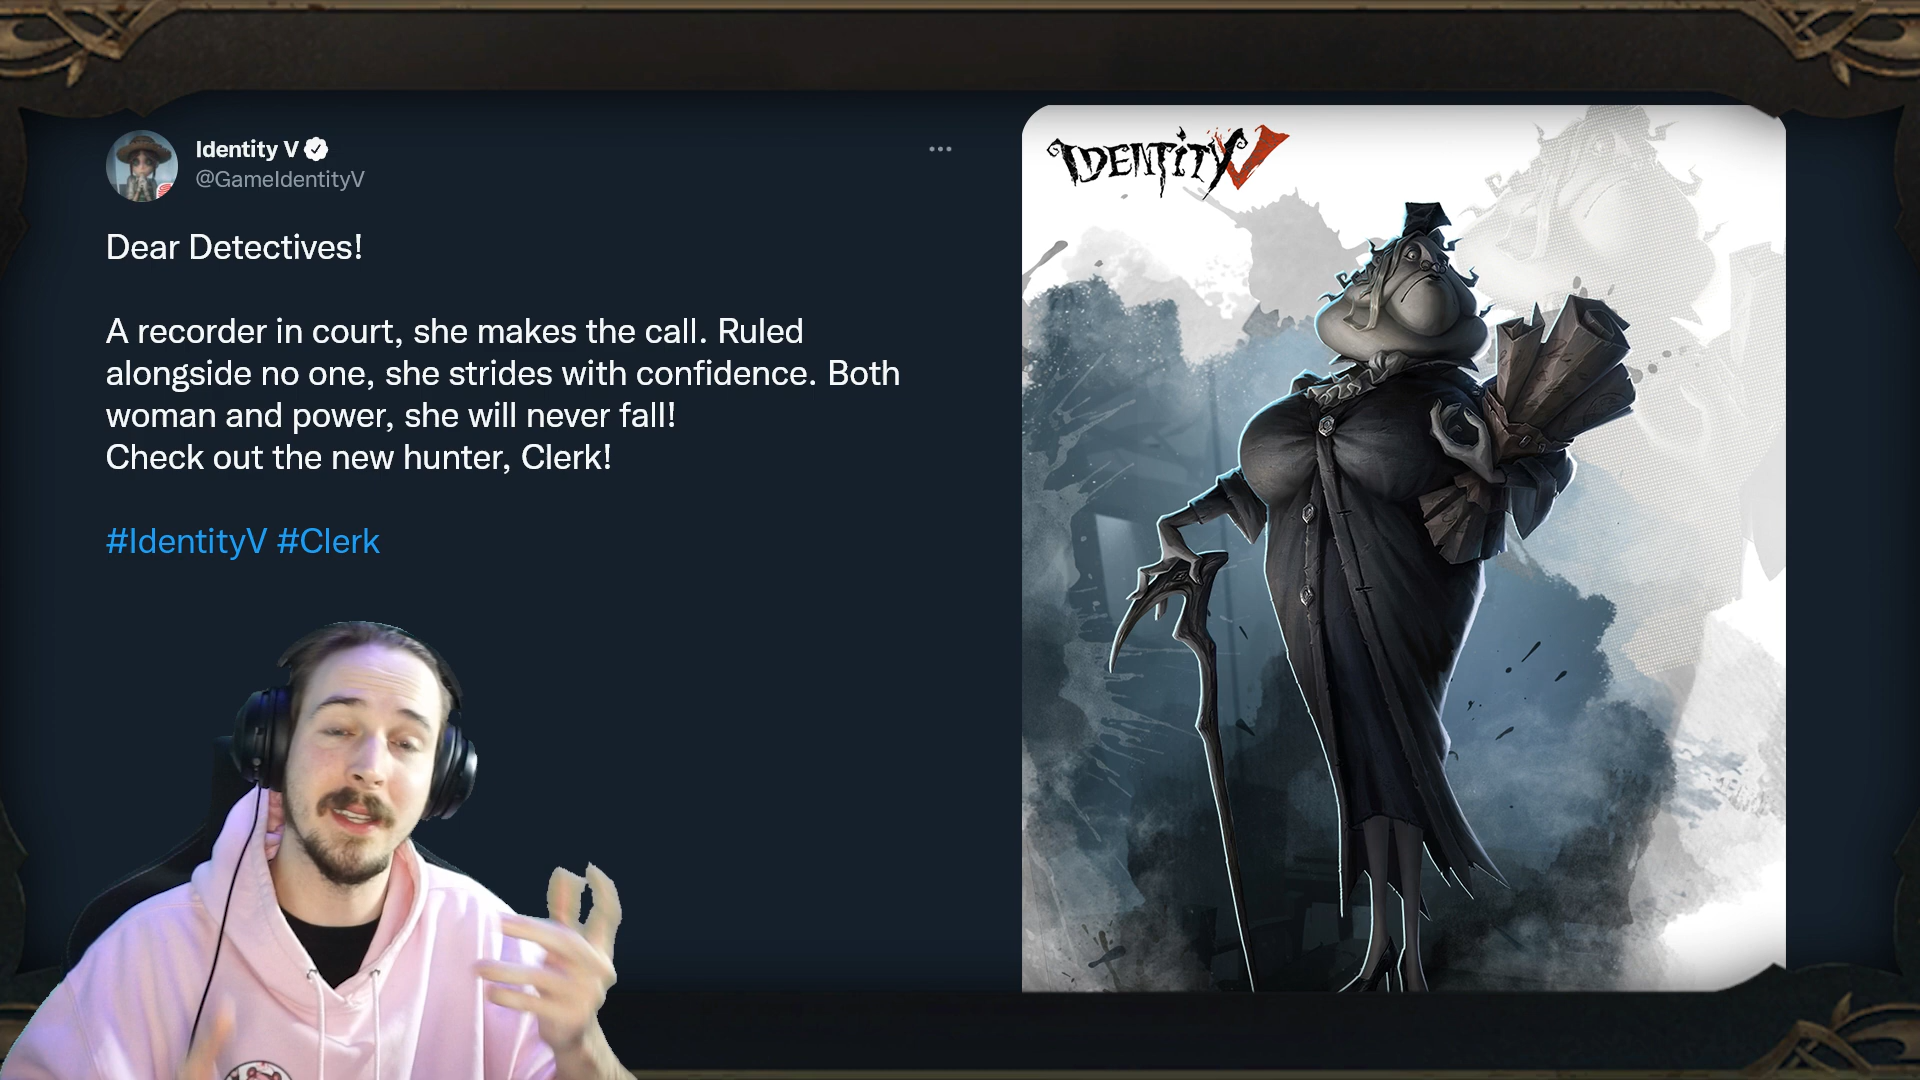 Identity V
@GameIdentityV
Dear Detectives!
A recorder in court, she makes the call. Ruled
alongside no one, she strides with confidence. Both
woman and power, she will never fall!
Check out the new hunter, Clerk!
#IdentityV #Clerk
IDENTITY V